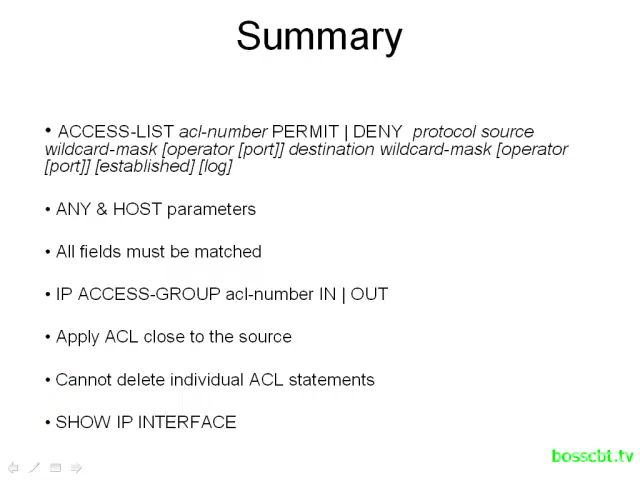 Summary
• ACCESS-LIST acl-number PERMIT | DENY protocol source
wildcard-mask [operator [port]] destination wildcard-mask [operator
[port]] [established] [log]
• ANY & HOST parameters
• All fields must be matched
• IP ACCESS-GROUP acl-number IN | OUT
• Apply ACL close to the source
• Cannot delete individual ACL statements
• SHOW IP INTERFACE
bosscbt.tv